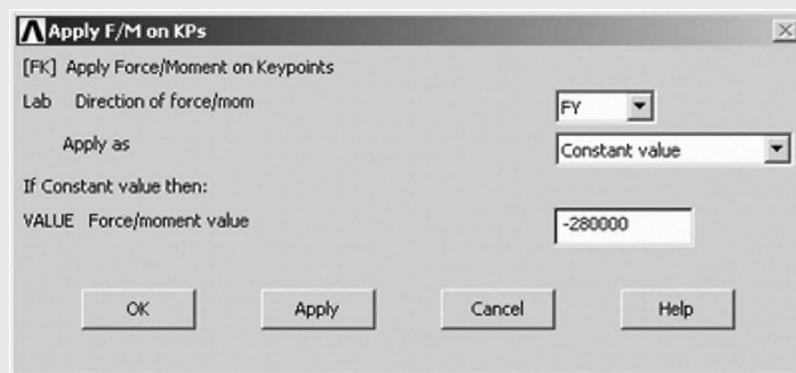 Apply F/M on KPs
[FK] Apply Force/Moment on Keypoints
Lab Direction of force/mom FY
Apply as Constant value
If Constant value then:
VALUE Force/moment value -280000
OK Apply Cancel Help